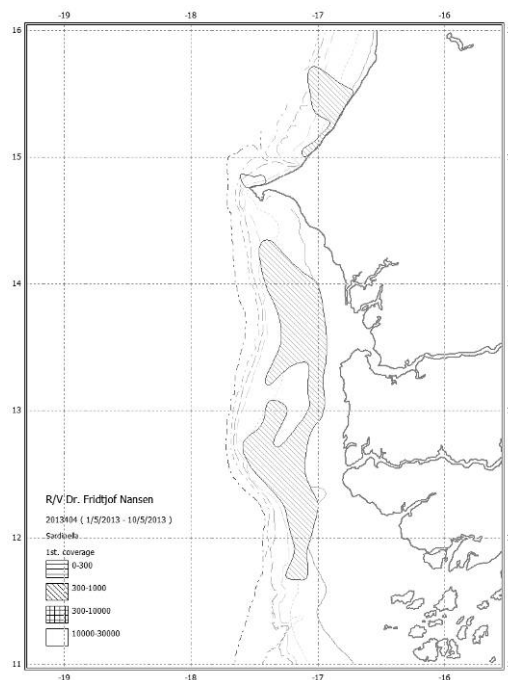 -19 -18 -17 -16
16
15
14
13
12
11
R/V Dr. Fridtjof Nansen
2013404 ( 1/5/2013 - 10/5/2013 )
Sardinella
1st. coverage
0-300
300-1000
300-10000
10000-30000
-19 -18 -17 -16